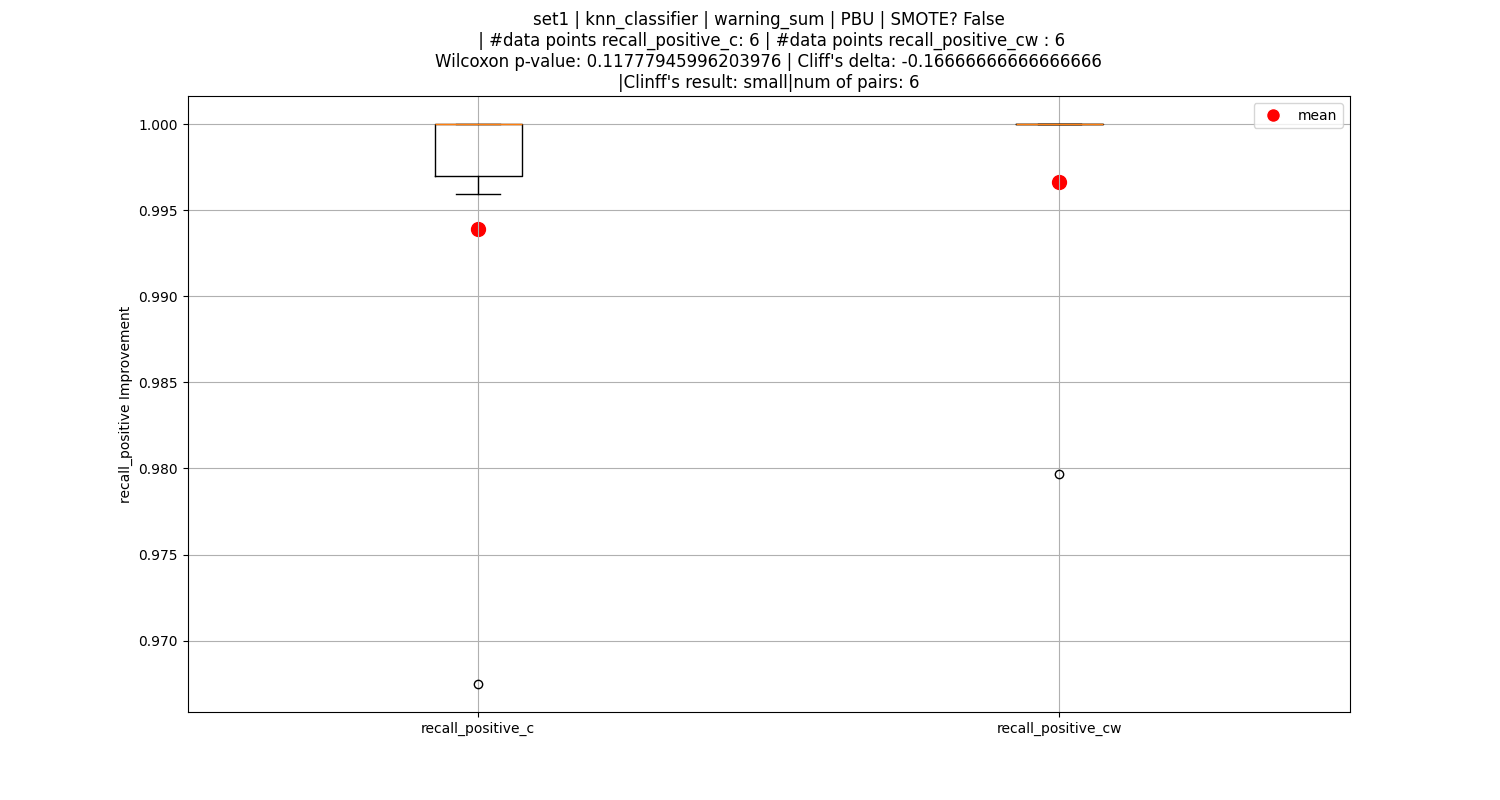 set1 | knn_classifier | warning_sum | PBU | SMOTE? False
| #data points recall_positive_c: 6 | #data points recall_positive_cw : 6
Wilcoxon p-value: 0.11777945996203976 | Cliff's delta: -0.16666666666666666
|Clinff's result: small|num of pairs: 6
mean
1.000
0.995
0.990
0.985
0.980
0.975
0.970
recall_positive Improvement
recall_positive_c
recall_positive_cw